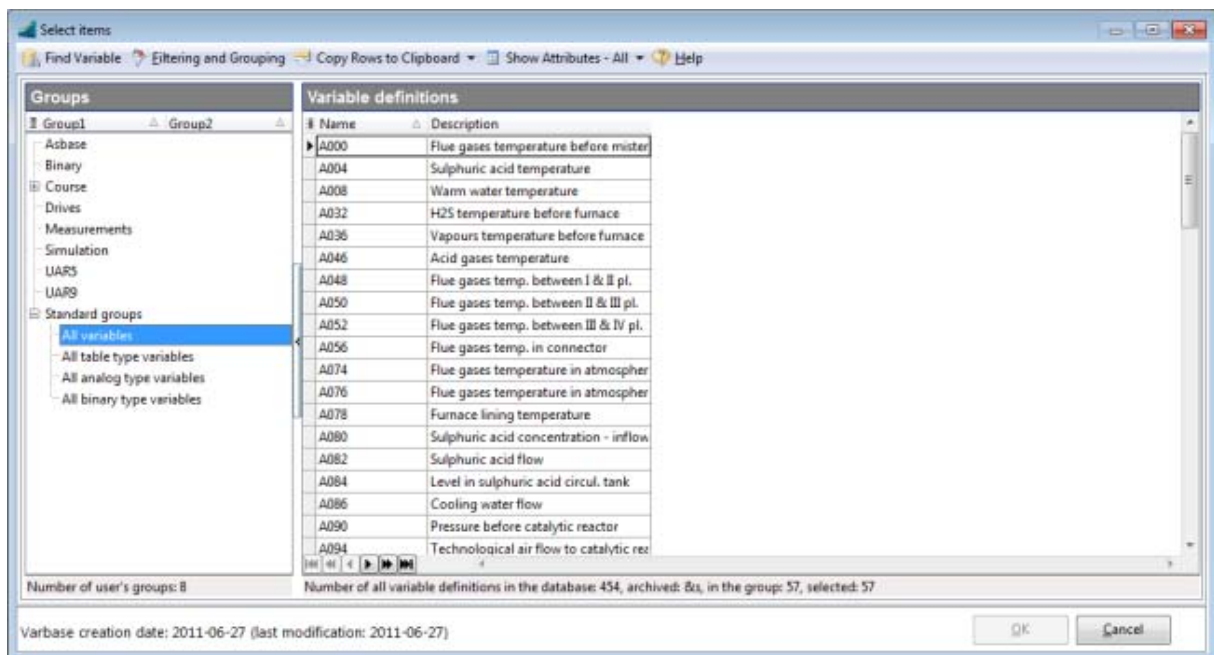 Select items
Find Variable Filtering and Grouping Copy Rows to Clipboard Show Attributes - All Help
Groups
Group1 Group2
Asbase
Binary
Course
Drives
Measurements
Simulation
UAR5
UAR9
Standard groups
All variables
All table type variables
All analog type variables
All binary type variables
Number of user's groups: 8
Variable definitions
Name Description
A000 Flue gases temperature before mister
A004 Sulphuric acid temperature
A008 Warm water temperature
A032 H2S temperature before furnace
A036 Vapours temperature before furnace
A046 Acid gases temperature
A048 Flue gases temp. between I & II pl.
A050 Flue gases temp. between II & III pl.
A052 Flue gases temp. between III & IV pl.
A056 Flue gases temp. in connector
A074 Flue gases temperature in atmospher
A076 Flue gases temperature in atmospher
A078 Furnace lining temperature
A080 Sulphuric acid concentration - inflow
A082 Sulphuric acid flow
A084 Level in sulphuric acid circul. tank
A086 Cooling water flow
A090 Pressure before catalytic reactor
A094 Technological air flow to catalytic rea
Number of all variable definitions in the database: 454, archived: &s, in the group: 57, selected: 57
Varbase creation date: 2011-06-27 (last modification: 2011-06-27)
OK Cancel